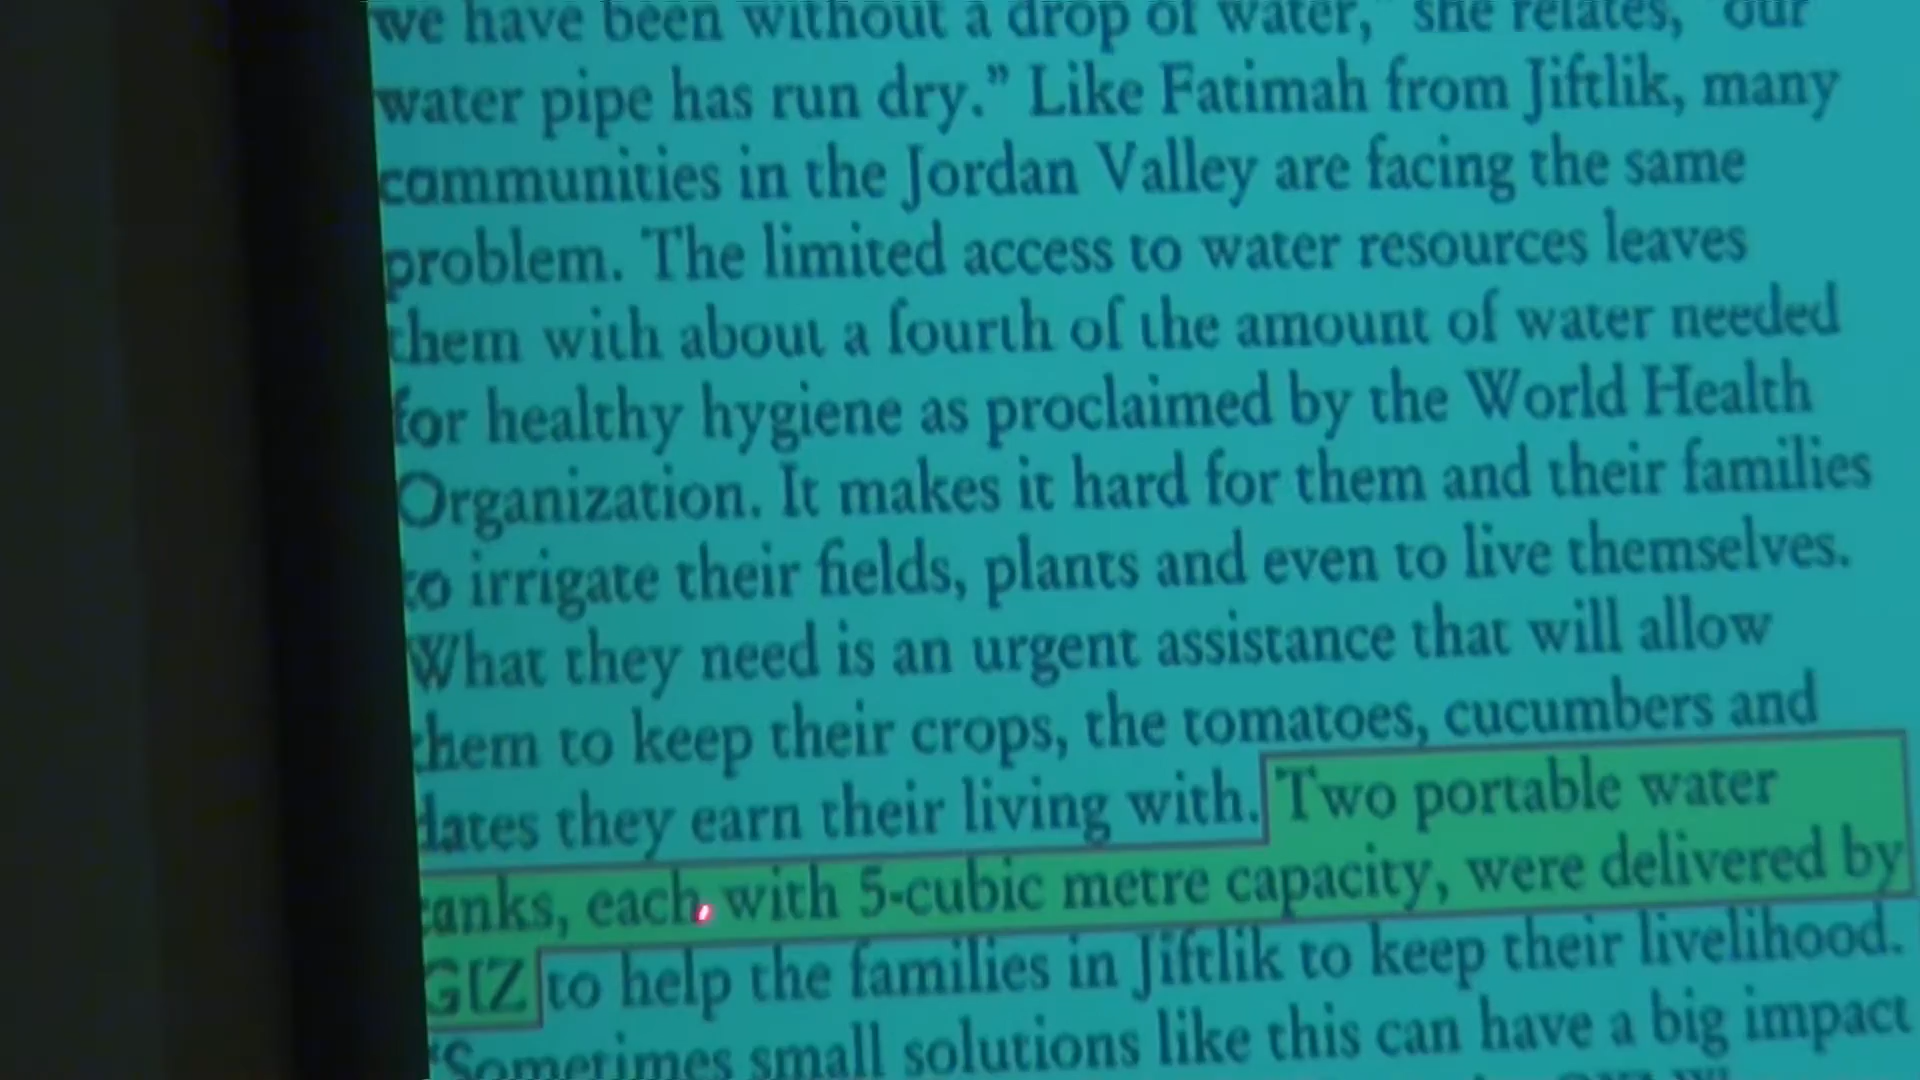 we have been without a drop of water," she relates, "our
water pipe has run dry." Like Fatimah from Jiftlik, many
communities in the Jordan Valley are facing the same
problem. The limited access to water resources leaves
them with about a fourth of the amount of water needed
for healthy hygiene as proclaimed by the World Health
Organization. It makes it hard for them and their families
to irrigate their fields, plants and even to live themselves.
What they need is an urgent assistance that will allow
them to keep their crops, the tomatoes, cucumbers and
dates they earn their living with. Two portable water
tanks, each with 5-cubic metre capacity, were delivered by
GIZ to help the families in Jiftlik to keep their livelihood.
"Sometimes small solutions like this can have a big impact